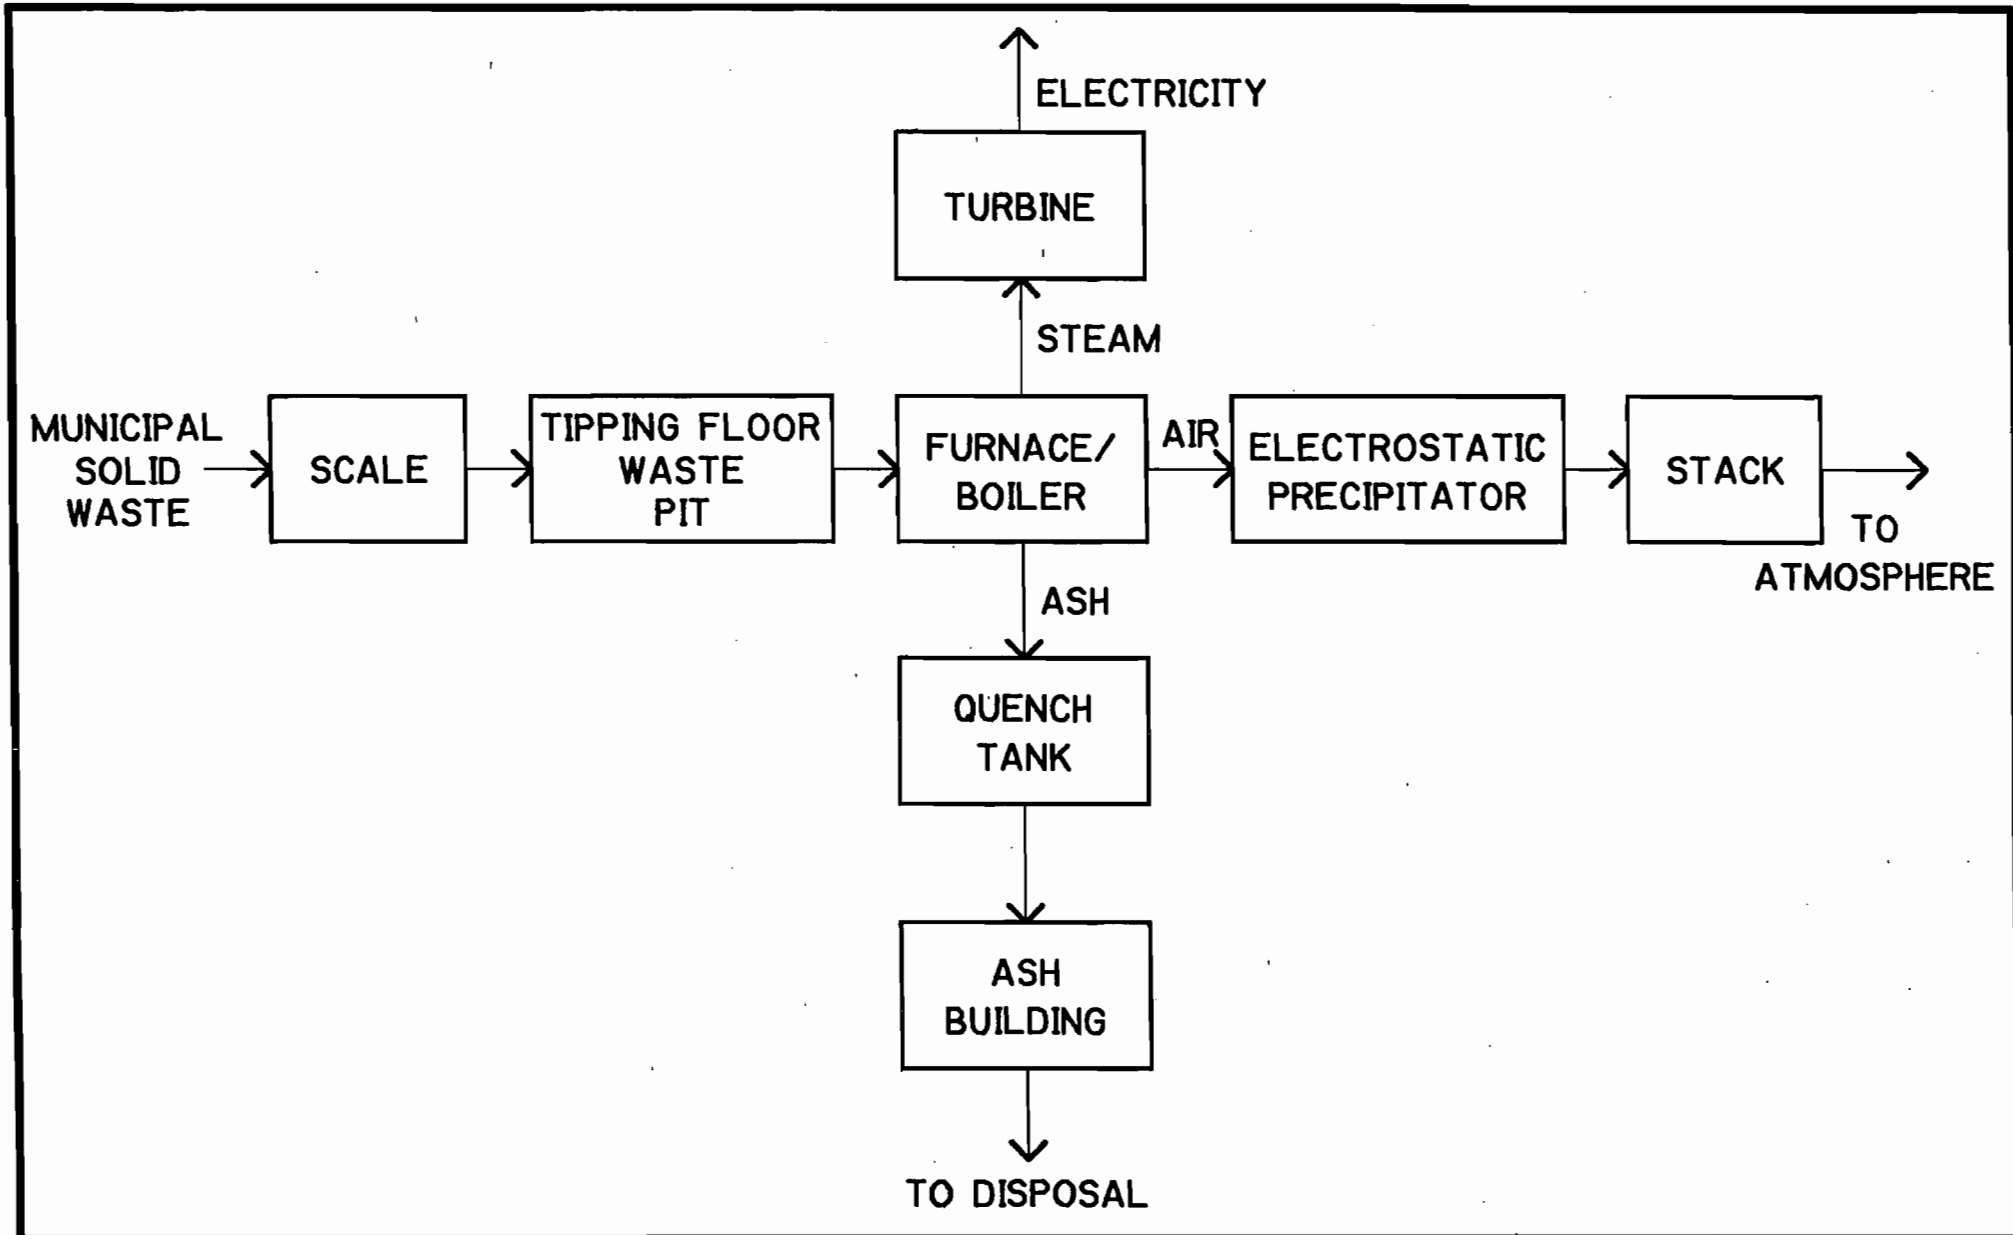 ELECTRICITY
TURBINE
STEAM
MUNICIPAL
SOLID
WASTE
SCALE
TIPPING FLOOR
WASTE
PIT
FURNACE/
BOILER
AIR
ELECTROSTATIC
PRECIPITATOR
STACK
TO
ATMOSPHERE
ASH
QUENCH
TANK
ASH
BUILDING
TO DISPOSAL